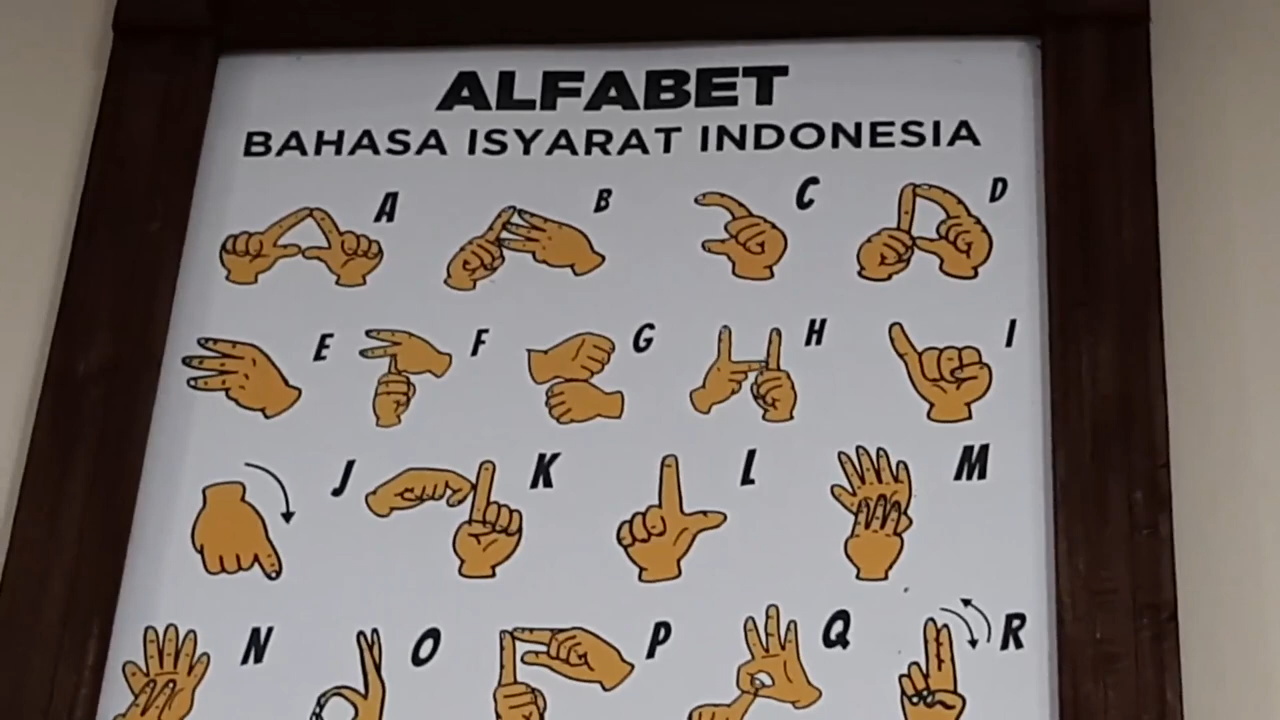 ALFABET
BAHASA ISYARAT INDONESIA
A B C D
E F G H I
J K L M
N O P Q R